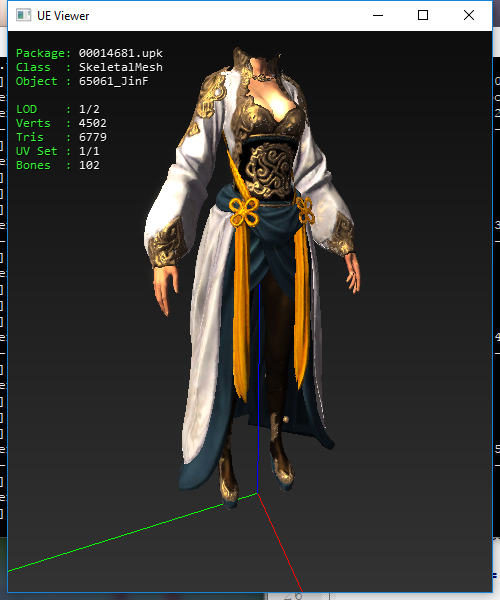 UE Viewer
Package: 00014681.upk
Class : SkeletalMesh
Object : 65061_JinF
LOD : 1/2
Verts : 4502
Tris : 6779
UV Set : 1/1
Bones : 102